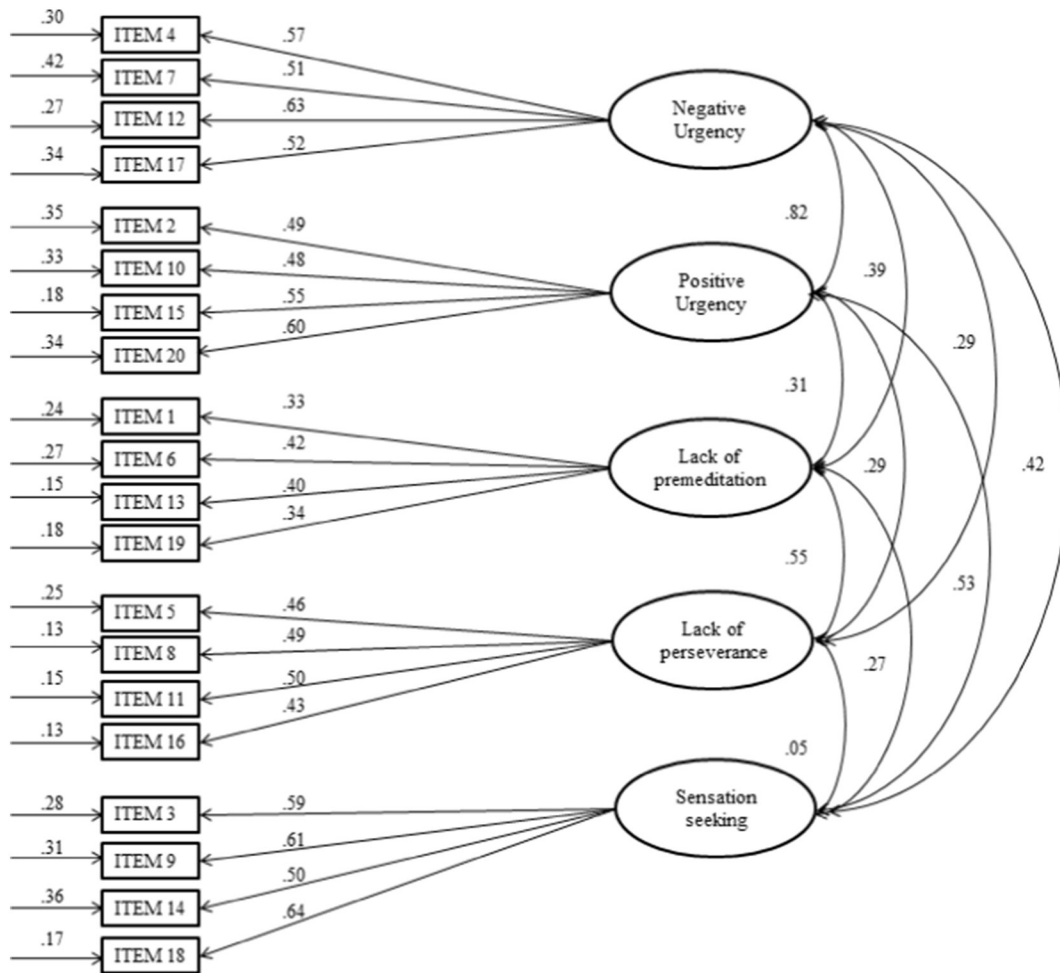 .30
ITEM 4
.57
.42
ITEM 7
.51
.27
ITEM 12
.63
.34
ITEM 17
.52
Negative
Urgency
.82
.35
ITEM 2
.49
.33
ITEM 10
.48
.18
ITEM 15
.55
.34
ITEM 20
.60
Positive
Urgency
.39
.29
.31
.24
ITEM 1
.33
.27
ITEM 6
.42
.15
ITEM 13
.40
.18
ITEM 19
.34
Lack of
premeditation
.29
.42
.55
.53
.25
ITEM 5
.46
.13
ITEM 8
.49
.15
ITEM 11
.50
.13
ITEM 16
.43
Lack of
perseverance
.27
.05
.28
ITEM 3
.59
.31
ITEM 9
.61
.36
ITEM 14
.50
.17
ITEM 18
.64
Sensation
seeking